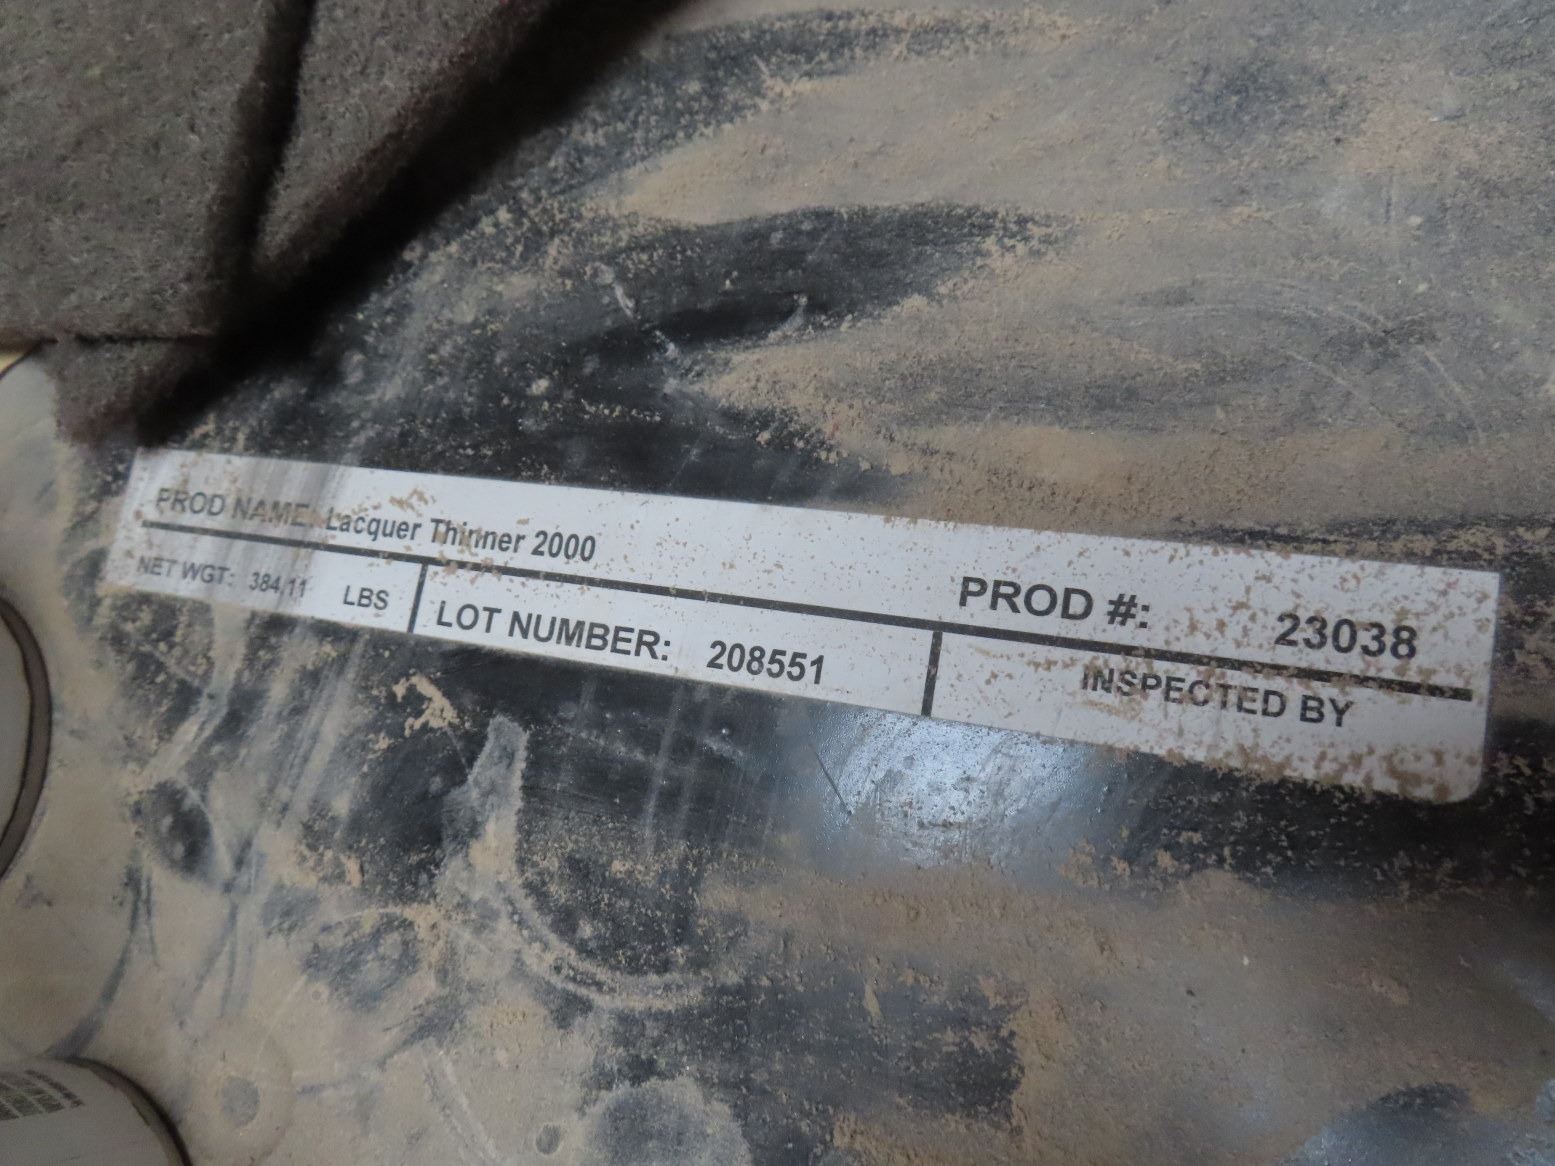 PROD NAME: Lacquer Thinner 2000
PROD #: 23038
NET WGT: 384.11 LBS
LOT NUMBER: 208551
INSPECTED BY